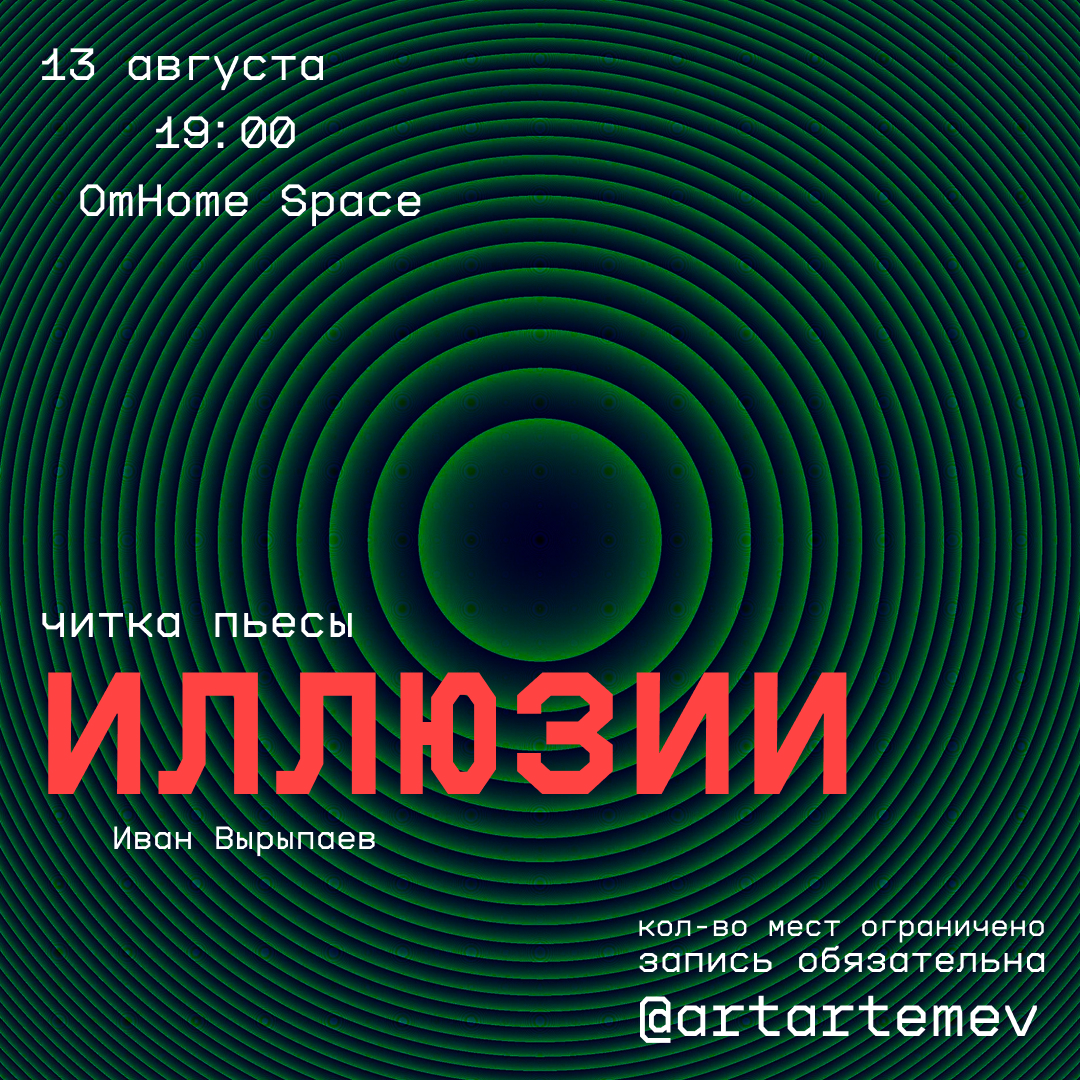 13 августа
19:00
OmHome Space
читка пьесы
ИЛЛЮЗИИ
Иван Вырыпаев
кол-во мест ограничено
запись обязательна
@artartemev